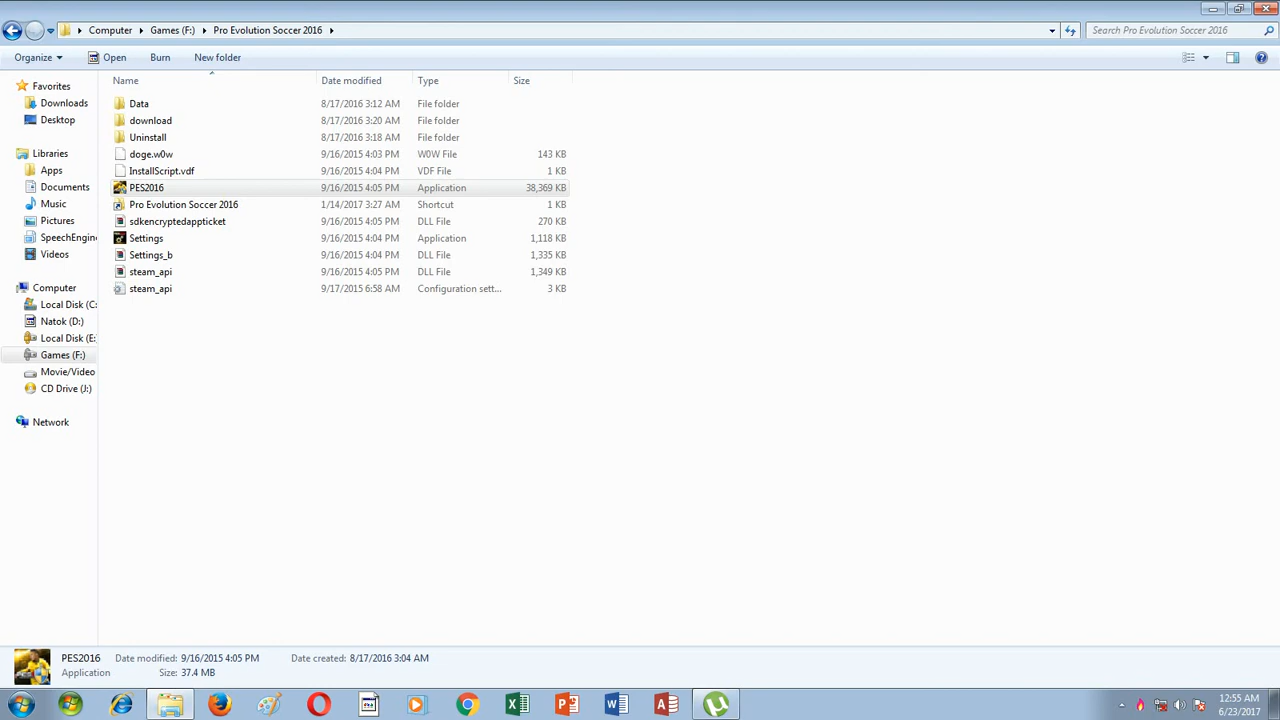 Computer Games (F:) Pro Evolution Soccer 2016 Search Pro Evolution Soccer 2016
Organize Open Burn New folder
Name Date modified Type Size
Favorites
Downloads
Desktop
Libraries
Apps
Documents
Music
Pictures
SpeechEngin
Videos
Computer
Local Disk (C:
Natok (D:)
Local Disk (E:
Games (F:)
Movie/Video
CD Drive (J:)
Network
Data 8/17/2016 3:12 AM File folder
download 8/17/2016 3:20 AM File folder
Uninstall 8/17/2016 3:18 AM File folder
doge.w0w 9/16/2015 4:03 PM W0W File 143 KB
InstallScript.vdf 9/16/2015 4:04 PM VDF File 1 KB
PES2016 9/16/2015 4:05 PM Application 38,369 KB
Pro Evolution Soccer 2016 1/14/2017 3:27 AM Shortcut 1 KB
sdkencryptedappticket 9/16/2015 4:05 PM DLL File 270 KB
Settings 9/16/2015 4:04 PM Application 1,118 KB
Settings_b 9/16/2015 4:04 PM DLL File 1,335 KB
steam_api 9/16/2015 4:05 PM DLL File 1,349 KB
steam_api 9/17/2015 6:58 AM Configuration sett... 3 KB
PES2016 Date modified: 9/16/2015 4:05 PM Date created: 8/17/2016 3:04 AM
Application Size: 37.4 MB
12:55 AM
6/23/2017